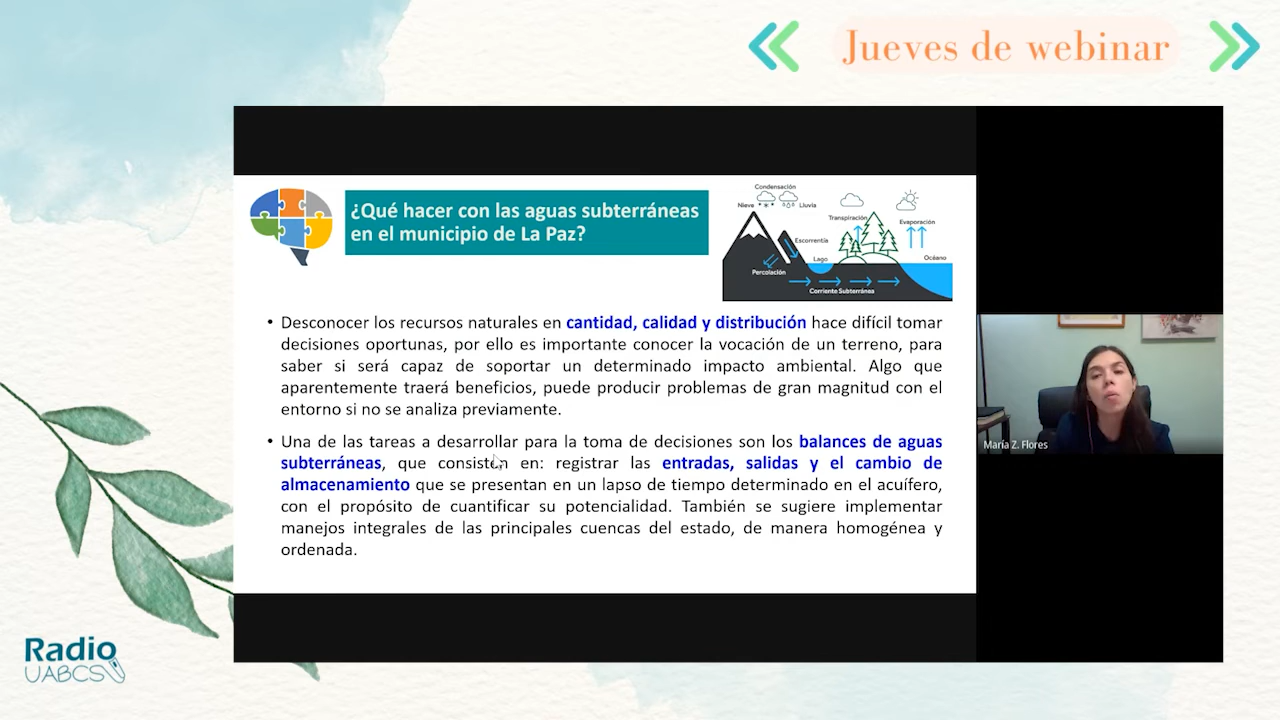 Jueves de webinar
¿Qué hacer con las aguas subterráneas
en el municipio de La Paz?
Condensación
Nieve
Lluvia
Transpiración
Evaporación
Escorrentía
Lago
Océano
Percolación
Corriente Subterránea
• Desconocer los recursos naturales en cantidad, calidad y distribución hace difícil tomar
decisiones oportunas, por ello es importante conocer la vocación de un terreno, para
saber si será capaz de soportar un determinado impacto ambiental. Algo que
aparentemente traerá beneficios, puede producir problemas de gran magnitud con el
entorno si no se analiza previamente.
• Una de las tareas a desarrollar para la toma de decisiones son los balances de aguas
subterráneas, que consisten en: registrar las entradas, salidas y el cambio de
almacenamiento que se presentan en un lapso de tiempo determinado en el acuífero,
con el propósito de cuantificar su potencialidad. También se sugiere implementar
manejos integrales de las principales cuencas del estado, de manera homogénea y
ordenada.
María Z. Flores
Radio
UABCS